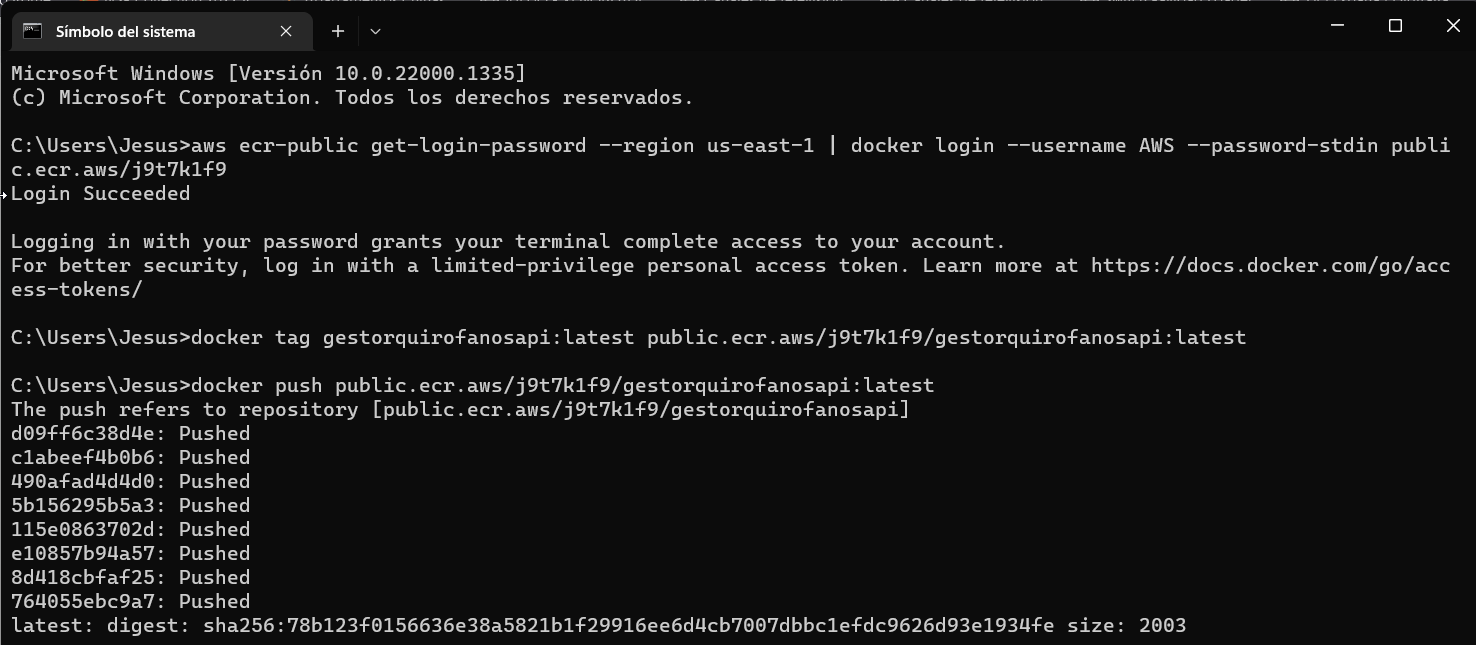 Símbolo del sistema
Microsoft Windows [Versión 10.0.22000.1335]
(c) Microsoft Corporation. Todos los derechos reservados.
C:\Users\Jesus>aws ecr-public get-login-password --region us-east-1 | docker login --username AWS --password-stdin publi
c.ecr.aws/j9t7k1f9
Login Succeeded
Logging in with your password grants your terminal complete access to your account.
For better security, log in with a limited-privilege personal access token. Learn more at https://docs.docker.com/go/acc
ess-tokens/
C:\Users\Jesus>docker tag gestorquirofanosapi:latest public.ecr.aws/j9t7k1f9/gestorquirofanosapi:latest
C:\Users\Jesus>docker push public.ecr.aws/j9t7k1f9/gestorquirofanosapi:latest
The push refers to repository [public.ecr.aws/j9t7k1f9/gestorquirofanosapi]
d09ff6c38d4e: Pushed
c1abeef4b0b6: Pushed
490afad4d4d0: Pushed
5b156295b5a3: Pushed
115e0863702d: Pushed
e10857b94a57: Pushed
8d418cbfaf25: Pushed
764055ebc9a7: Pushed
latest: digest: sha256:78b123f0156636e38a5821b1f29916ee6d4cb7007dbbc1efdc9626d93e1934fe size: 2003